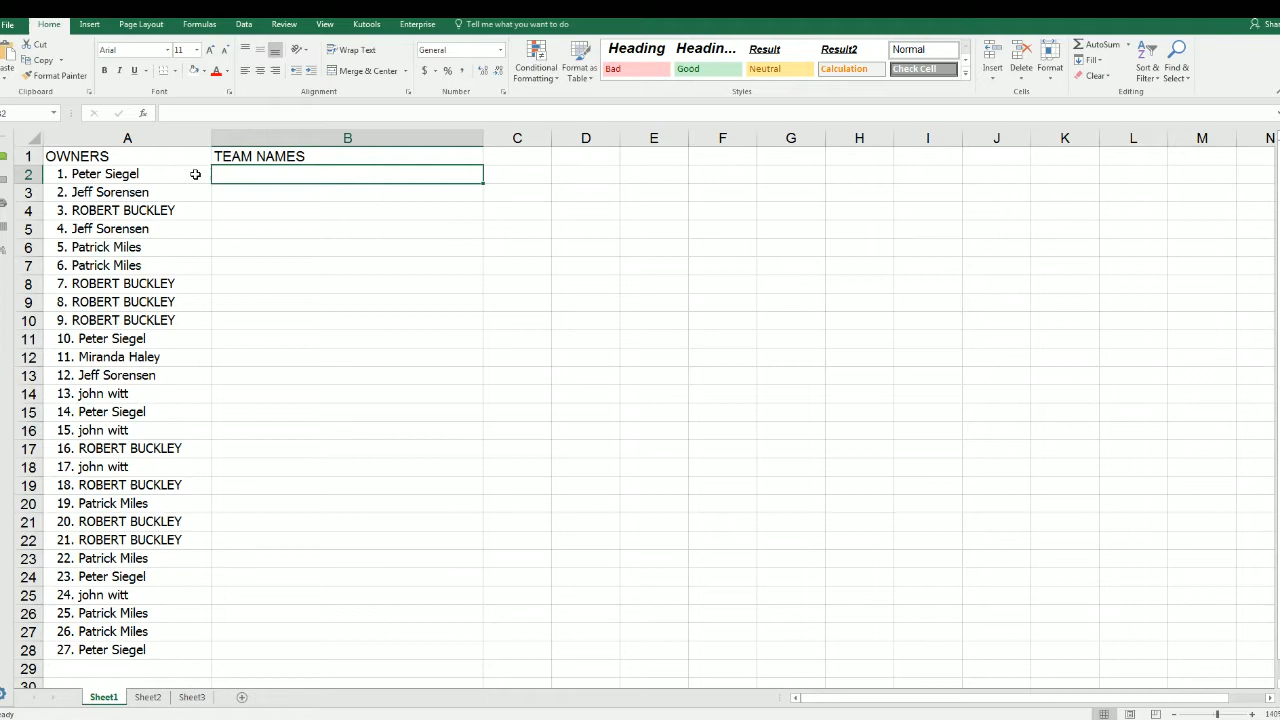 File Home Insert Page Layout Formulas Data Review View Kutools Enterprise Tell me what you want to do
Cut Arial 11 Wrap Text General Heading Headin... Result Result2 Normal AutoSum
Copy Fill
Format Painter B I U Merge & Center $ % , Conditional Formatting Format as Table Bad Good Neutral Calculation Check Cell Insert Delete Format Clear Sort & Filter Find & Select
Clipboard Font Alignment Number Styles Cells Editing
fx
A B C D E F G H I J K L M N
1 OWNERS TEAM NAMES
2 1. Peter Siegel
3 2. Jeff Sorensen
4 3. ROBERT BUCKLEY
5 4. Jeff Sorensen
6 5. Patrick Miles
7 6. Patrick Miles
8 7. ROBERT BUCKLEY
9 8. ROBERT BUCKLEY
10 9. ROBERT BUCKLEY
11 10. Peter Siegel
12 11. Miranda Haley
13 12. Jeff Sorensen
14 13. john witt
15 14. Peter Siegel
16 15. john witt
17 16. ROBERT BUCKLEY
18 17. john witt
19 18. ROBERT BUCKLEY
20 19. Patrick Miles
21 20. ROBERT BUCKLEY
22 21. ROBERT BUCKLEY
23 22. Patrick Miles
24 23. Peter Siegel
25 24. john witt
26 25. Patrick Miles
27 26. Patrick Miles
28 27. Peter Siegel
29
30
Sheet1 Sheet2 Sheet3